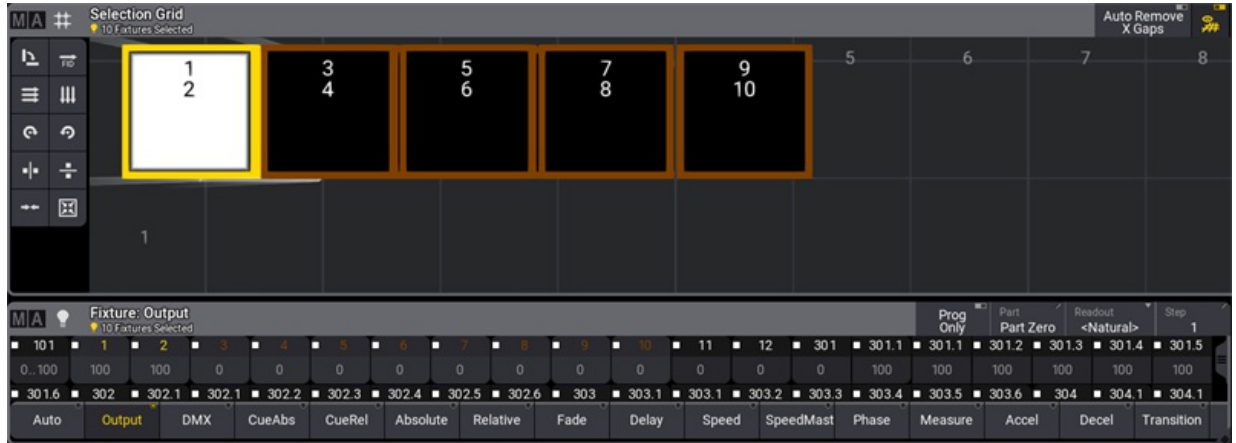 MA Selection Grid Auto Remove
10 Fixtures Selected X Gaps
FID
1 3 5 7 9 5 6 7 8
2 4 6 8 10
1
MA Fixture: Output Prog Part Readout Step
10 Fixtures Selected Only Part Zero <Natural> 1
101 1 2 3 4 5 6 7 8 9 10 11 12 301 301.1 301.1 301.2 301.3 301.4 301.5
0..100 100 100 0 0 0 0 0 0 0 0 0 0 0 100 100 100 100 100 100
301.6 302 302.1 302.1 302.2 302.3 302.4 302.5 302.6 303 303.1 303.1 303.2 303.3 303.4 303.5 303.6 304 304.1 304.1
Auto Output DMX CueAbs CueRel Absolute Relative Fade Delay Speed SpeedMast Phase Measure Accel Decel Transition